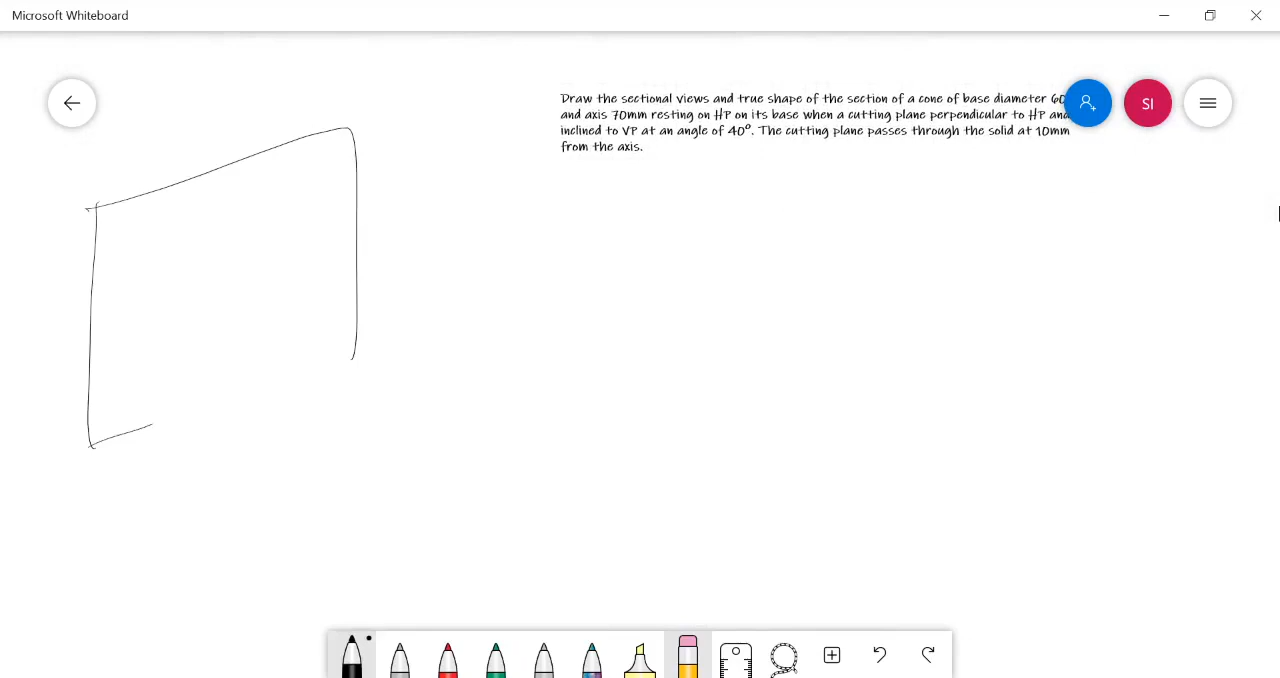 Microsoft Whiteboard
Draw the sectional views and true shape of the section of a cone of base diameter 60
and axis 70mm resting on HP on its base when a cutting plane perpendicular to HP and
inclined to VP at an angle of 40°. The cutting plane passes through the solid at 10mm
from the axis.
SI